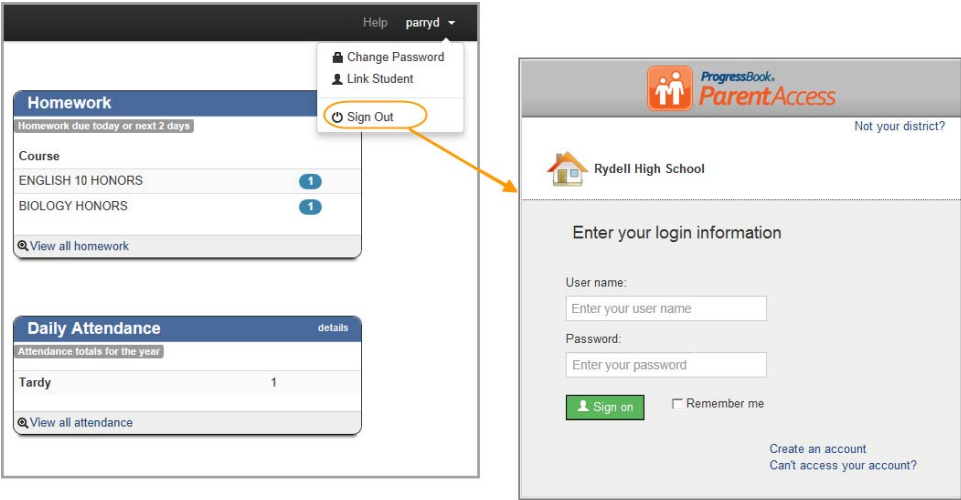 Help parryd
Change Password
Link Student
Sign Out
Homework
Homework due today or next 2 days
Course
ENGLISH 10 HONORS 1
BIOLOGY HONORS 1
View all homework
Daily Attendance details
Attendance totals for the year
Tardy 1
View all attendance
ProgressBook.
ParentAccess
Not your district?
Rydell High School
Enter your login information
User name:
Enter your user name
Password:
Enter your password
Sign on Remember me
Create an account
Can't access your account?